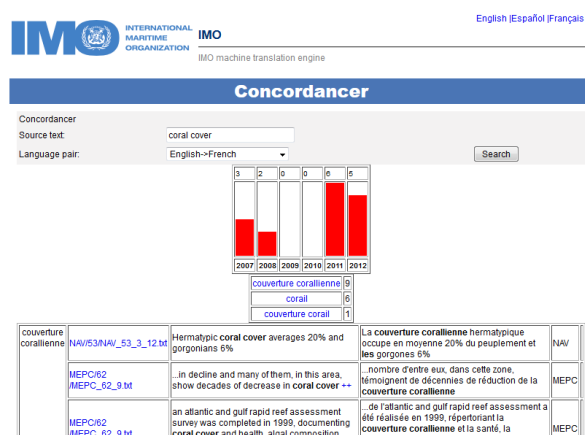 English |Español |Français
IMO
INTERNATIONAL
MARITIME
ORGANIZATION
IMO
IMO machine translation engine
Concordancer
Concordancer
Source text: coral cover
Language pair: English->French Search
3 2 0 0 6 5
2007 2008 2009 2010 2011 2012
couverture corallienne 9
corail 6
couverture corail 1
couverture
corallienne
NAV/53/NAV_53_3_12.txt
Hermatypic coral cover averages 20% and
gorgonians 6%
La couverture corallienne hermatypique
occupe en moyenne 20% du peuplement et
les gorgones 6%
NAV
MEPC/62
/MEPC_62_9.txt
...in decline and many of them, in this area,
show decades of decrease in coral cover ++
...nombre d'entre eux, dans cette zone,
témoignent de décennies de réduction de la
couverture corallienne
MEPC
MEPC/62
/MEPC_62_9.txt
an atlantic and gulf rapid reef assessment
survey was completed in 1999, documenting
coral cover and health, algal composition
...de l'atlantic and gulf rapid reef assessment a
été réalisée en 1999, répertoriant la
couverture corallienne et la santé, la
MEPC